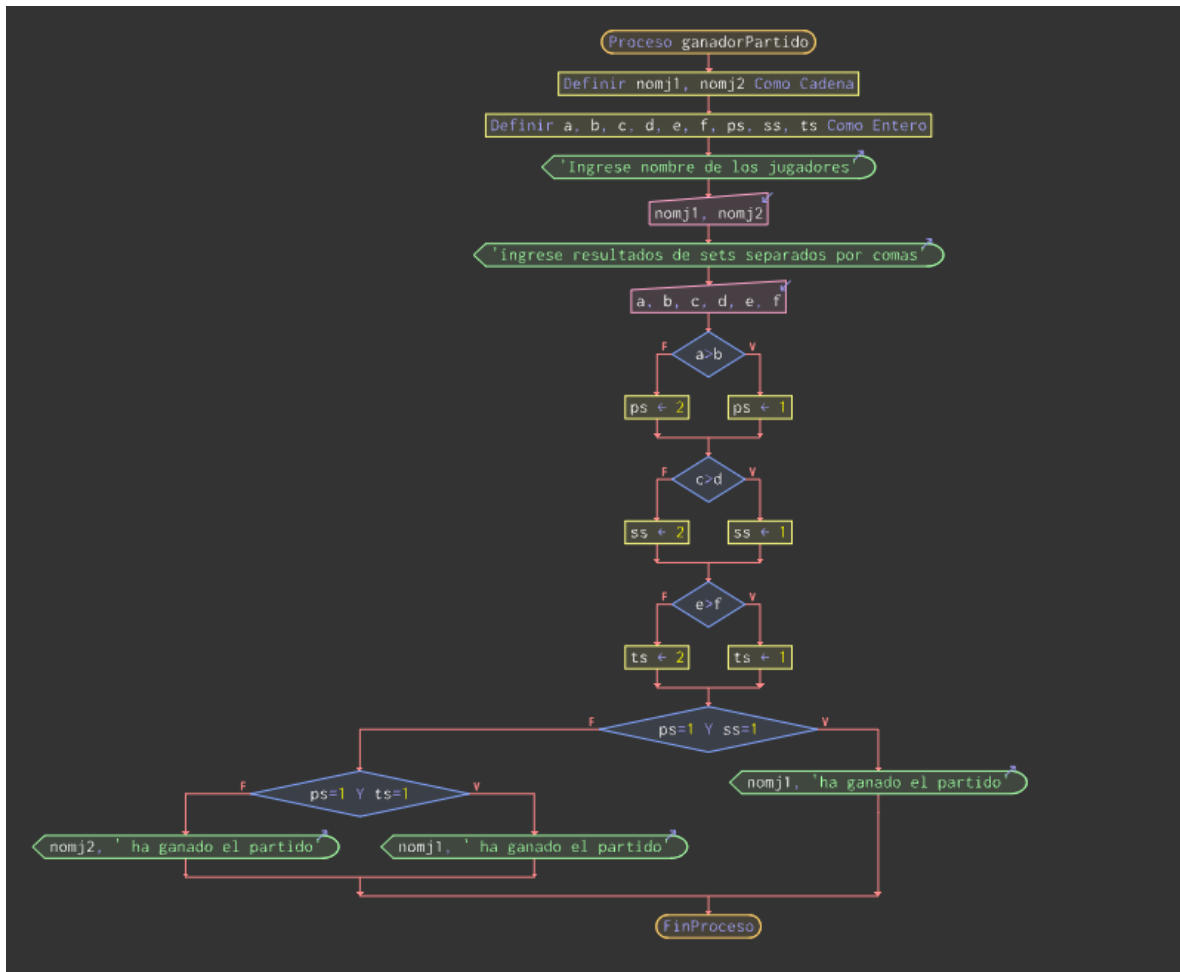 Proceso ganadorPartido
Definir nomj1, nomj2 Como Cadena
Definir a, b, c, d, e, f, ps, ss, ts Como Entero
'Ingrese nombre de los jugadores'
nomj1, nomj2
'ingrese resultados de sets separados por comas'
a, b, c, d, e, f
F a>b V
ps ← 2 ps ← 1
F c>d V
ss ← 2 ss ← 1
F e>f V
ts ← 2 ts ← 1
F ps=1 Y ss=1 V
nomj1, 'ha ganado el partido'
F ps=1 Y ts=1 V
nomj2, ' ha ganado el partido' nomj1, ' ha ganado el partido'
FinProceso